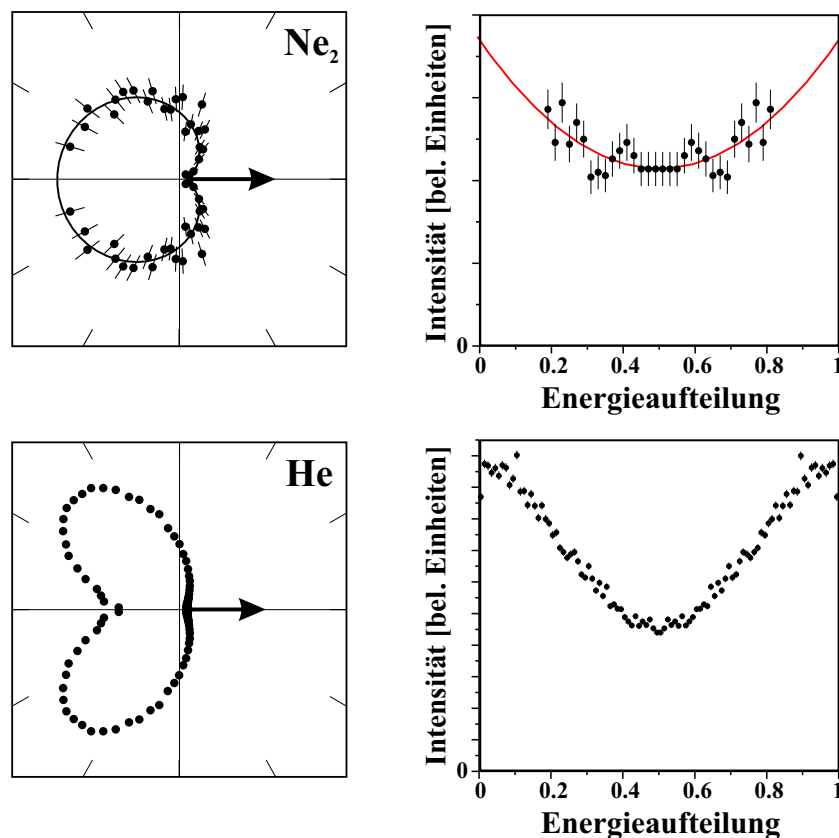 Ne₂
Intensität [bel. Einheiten]
0
0 0.2 0.4 0.6 0.8 1
Energieaufteilung
He
Intensität [bel. Einheiten]
0
0 0.2 0.4 0.6 0.8 1
Energieaufteilung